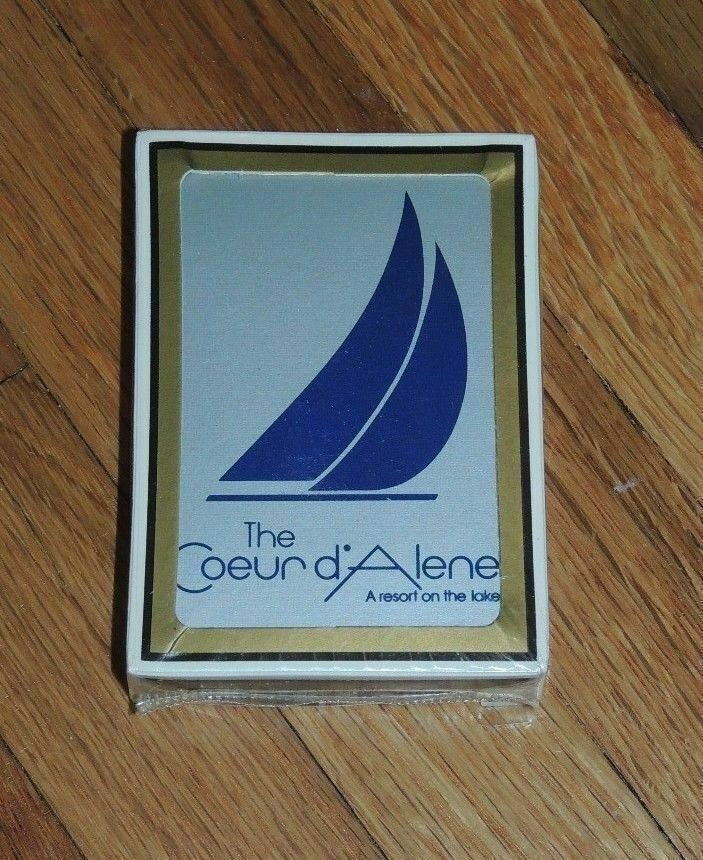 The
Coeur d'Alene
A resort on the lake